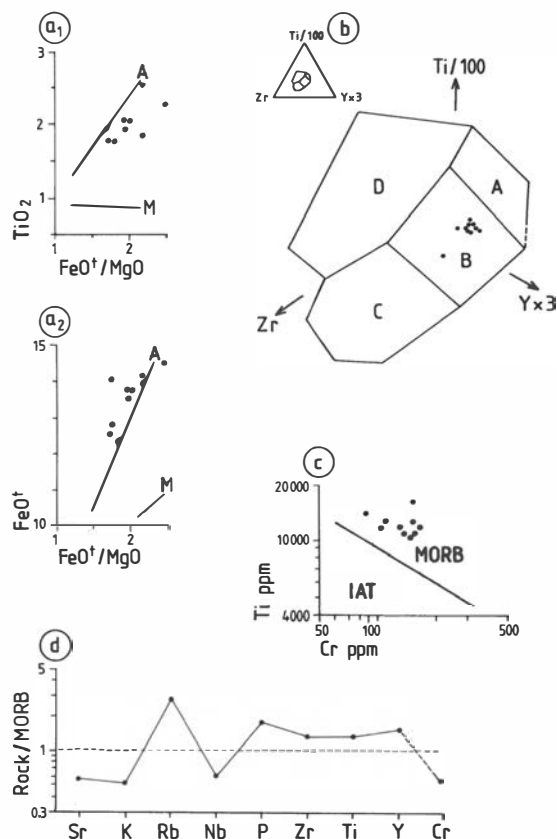 a₁
3
A
2
TiO₂
1
M
1
2
FeO†/MgO
b
Ti/100
Zr
Y×3
Ti/100
D
A
B
C
Zr
Y×3
a₂
15
A
FeO†
M
10
1
2
FeO†/MgO
c
20000
10000
4000
Ti ppm
MORB
IAT
50
100
500
Cr ppm
d
5
1
0.3
Rock/MORB
Sr K Rb Nb P Zr Ti Y Cr